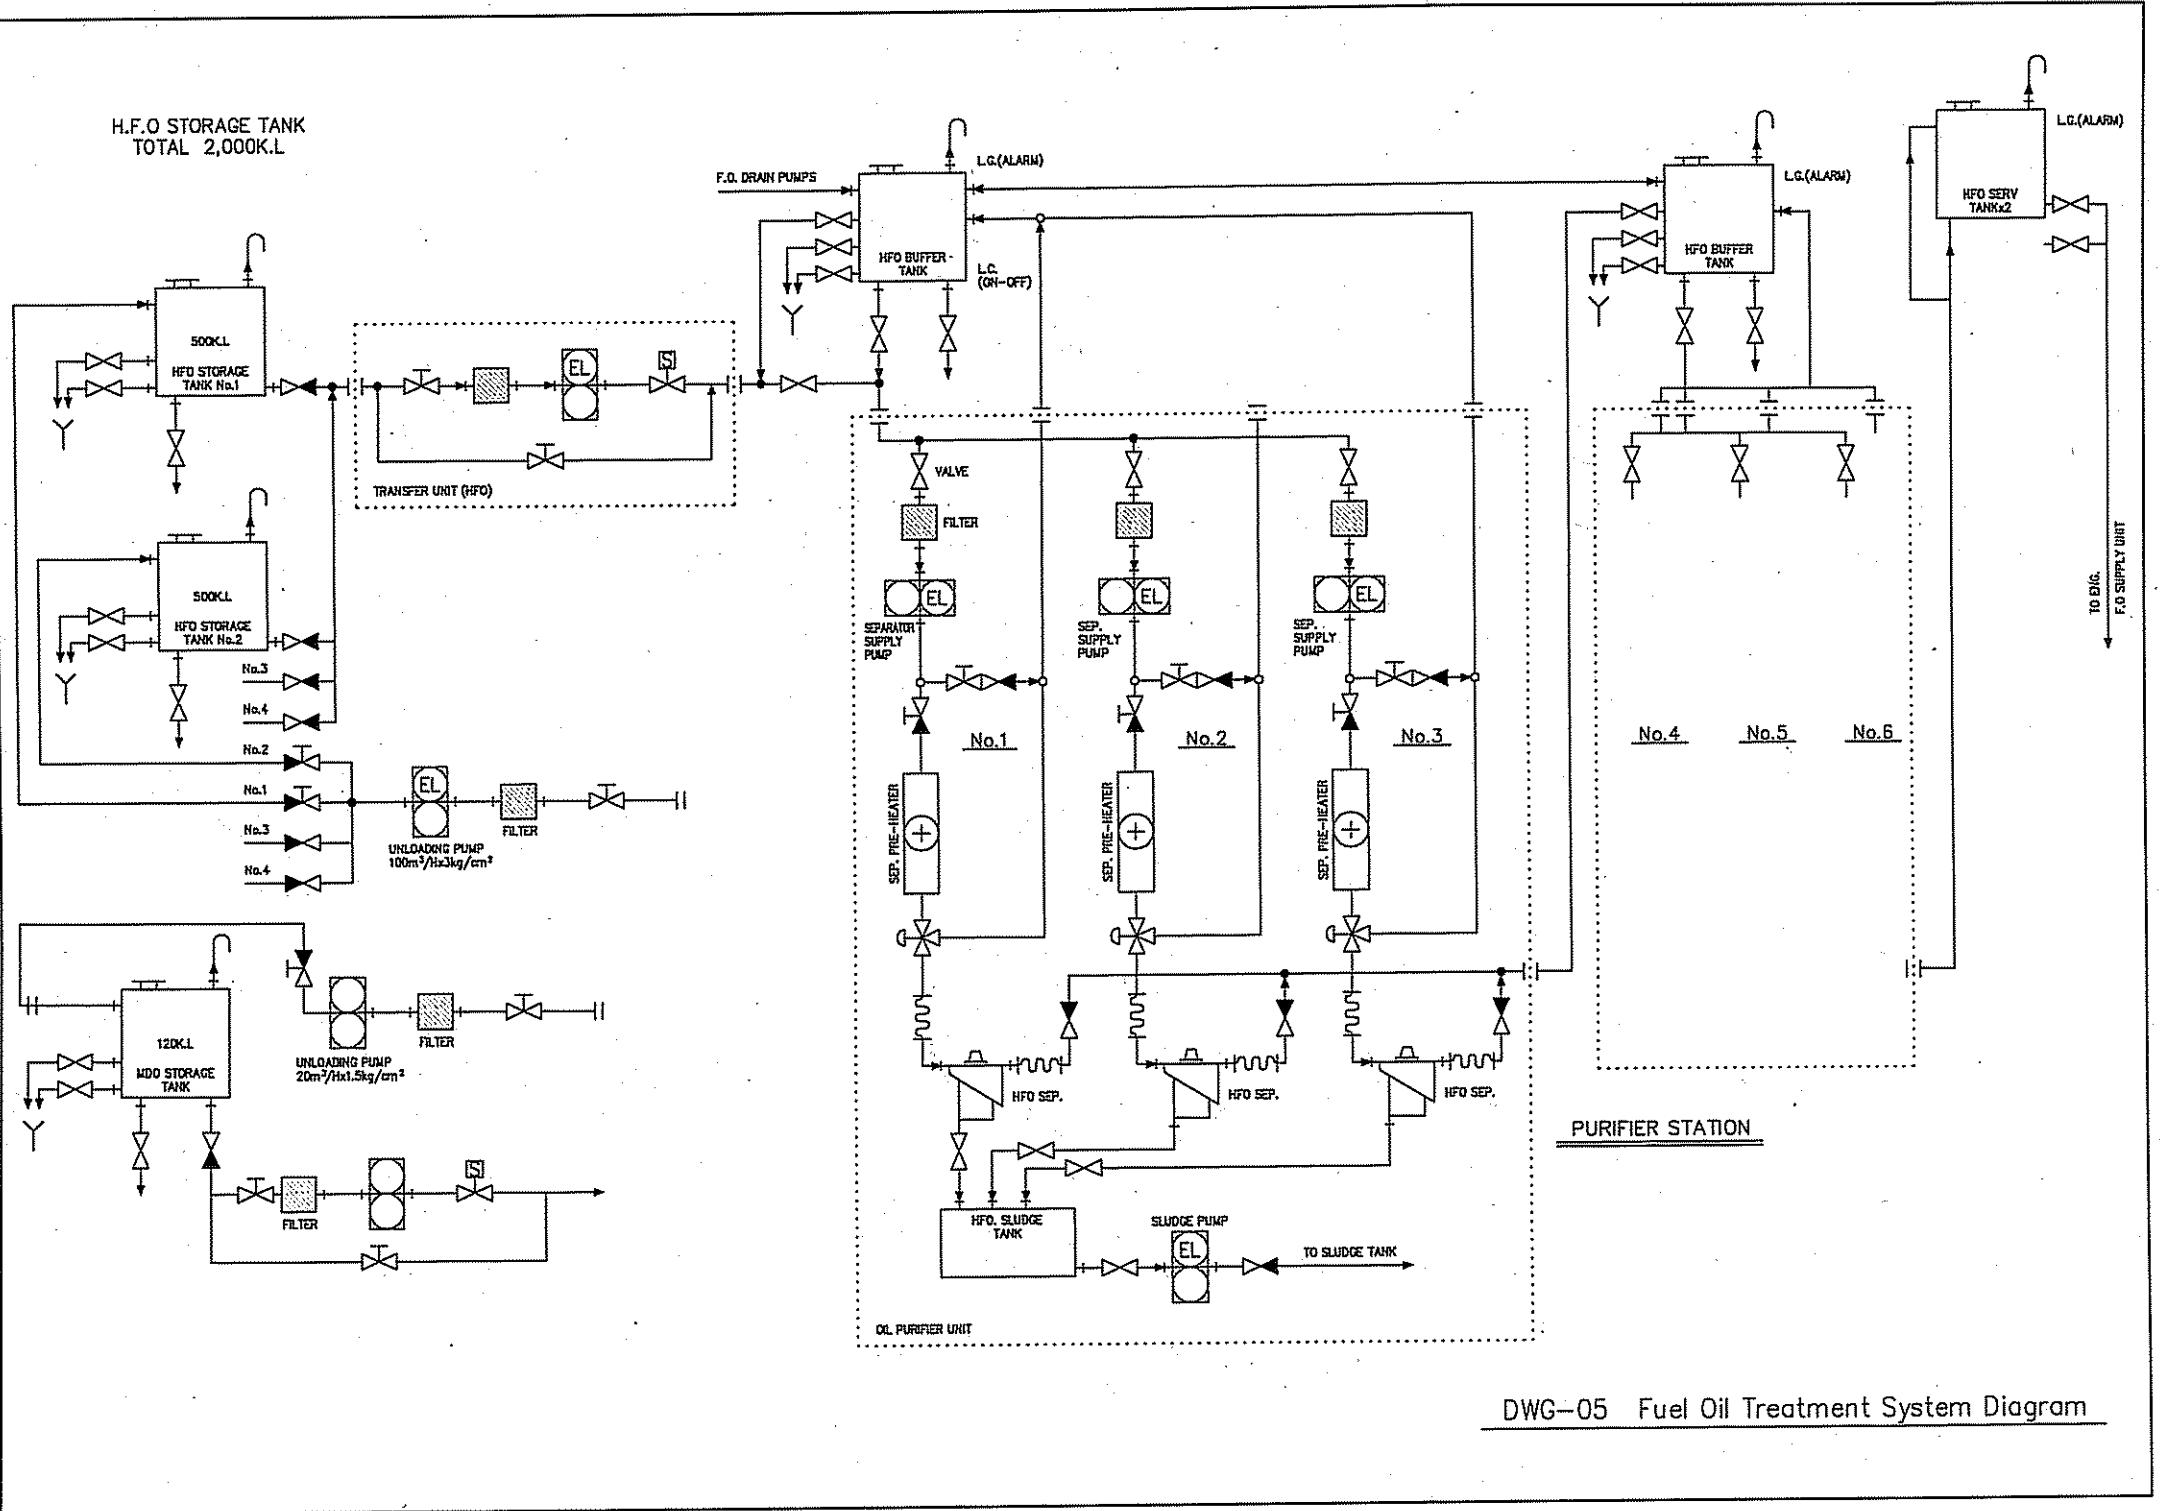 H.F.O STORAGE TANK
TOTAL 2,000K.L
F.O. DRAIN PUMPS
L.G.(ALARM)
HFO BUFFER-
TANK
L.C.
(ON-OFF)
L.G.(ALARM)
HFO BUFFER
TANK
L.G.(ALARM)
HFO SERV
TANKx2
500K.L
HFO STORAGE
TANK No.1
EL
S
TRANSFER UNIT (HFO)
500K.L
HFO STORAGE
TANK No.2
No.3
No.4
No.2
No.1
No.3
No.4
EL
UNLOADING PUMP
100m³/Hx3kg/cm²
FILTER
VALVE
FILTER
EL
SEPARATOR
SUPPLY
PUMP
EL
SEP.
SUPPLY
PUMP
EL
SEP.
SUPPLY
PUMP
No.1
No.2
No.3
No.4
No.5
No.6
SEP. PRE-HEATER
SEP. PRE-HEATER
SEP. PRE-HEATER
TO ENG.
F.O SUPPLY UNIT
120K.L
MDO STORAGE
TANK
UNLOADING PUMP
20m³/Hx1.5kg/cm²
FILTER
FILTER
S
HFO SEP.
HFO SEP.
HFO SEP.
HFO. SLUDGE
TANK
SLUDGE PUMP
EL
TO SLUDGE TANK
OIL PURIFIER UNIT
PURIFIER STATION
DWG-05 Fuel Oil Treatment System Diagram